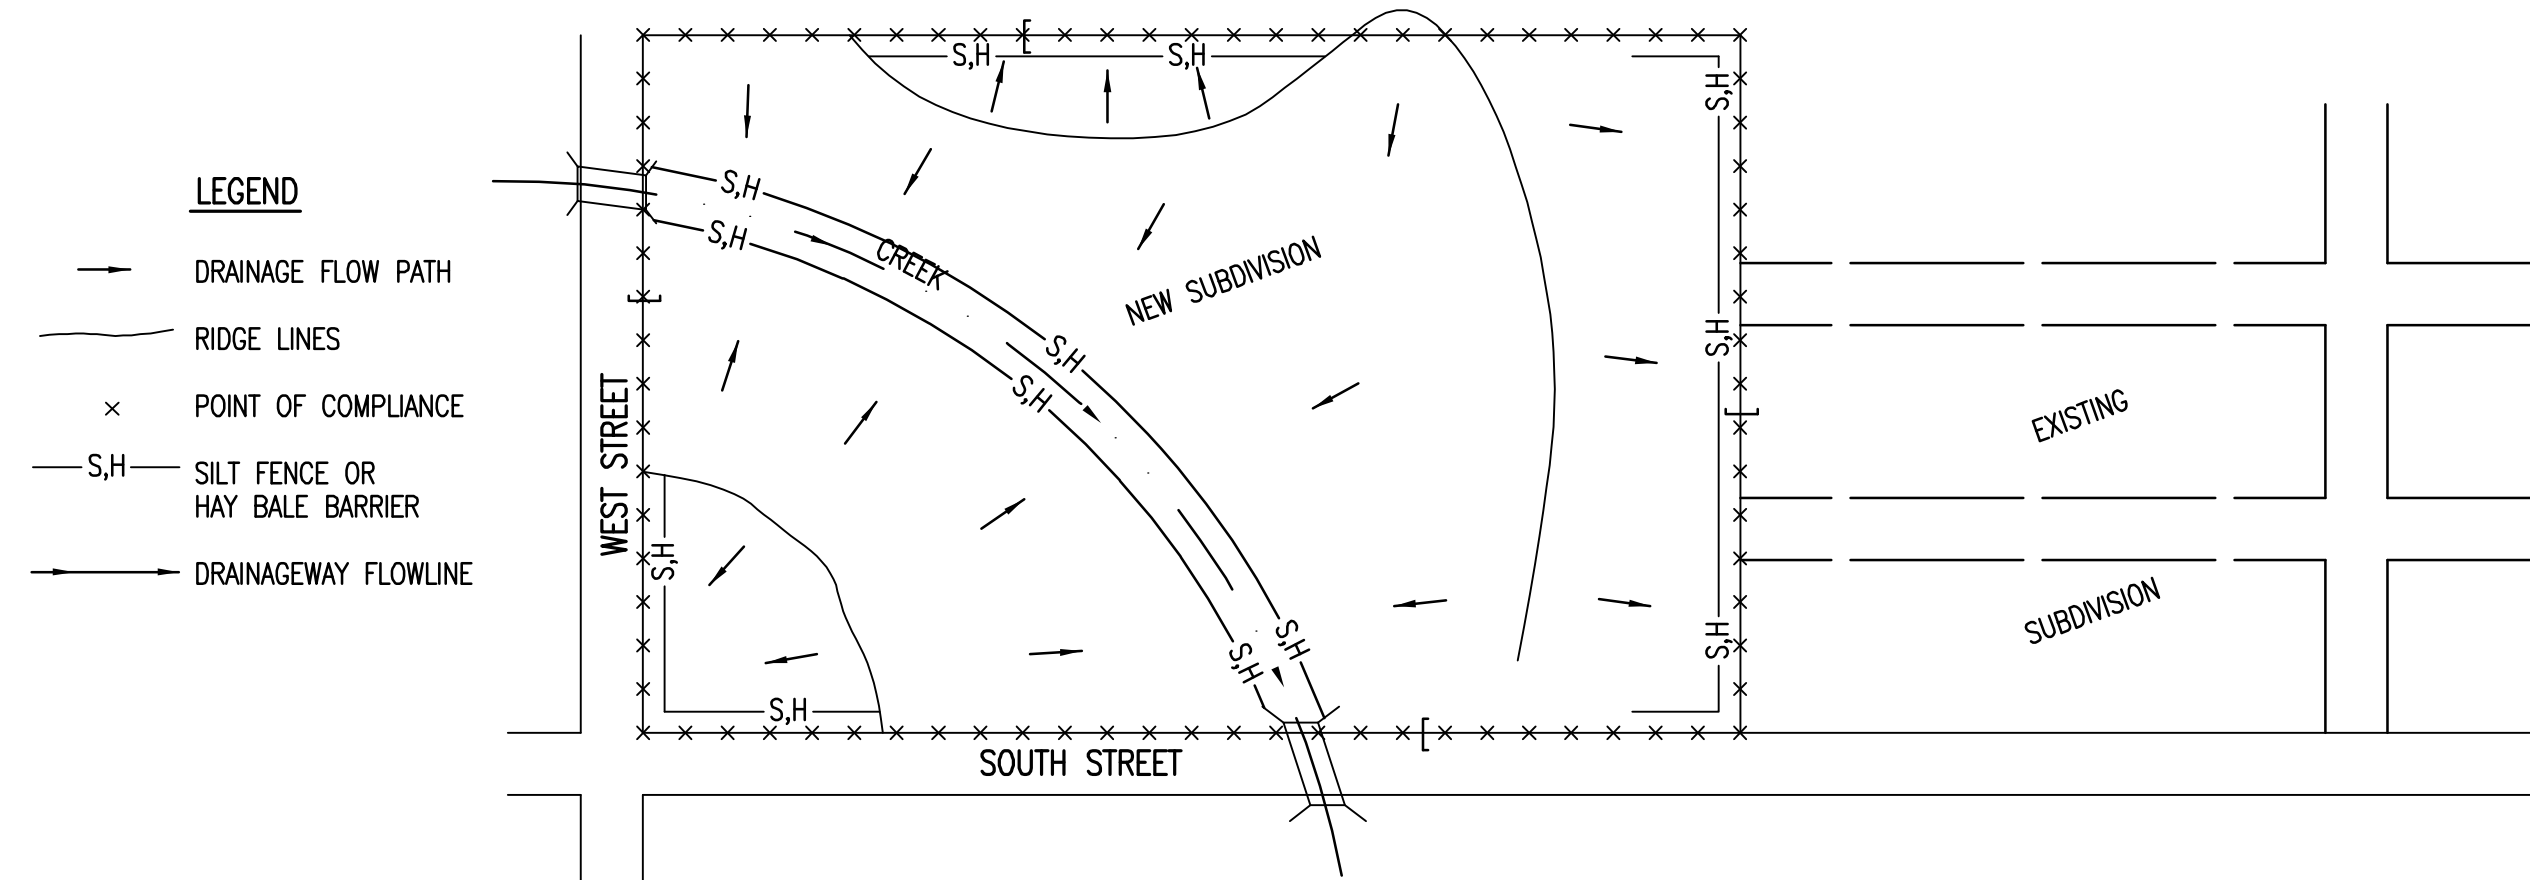 LEGEND
DRAINAGE FLOW PATH
RIDGE LINES
POINT OF COMPLIANCE
S,H
SILT FENCE OR
HAY BALE BARRIER
DRAINAGEWAY FLOWLINE
S,H
S,H
S,H
S,H
S,H
CREEK
NEW SUBDIVISION
S,H
S,H
S,H
WEST STREET
EXISTING
S,H
S,H
S,H
S,H
SUBDIVISION
S,H
SOUTH STREET